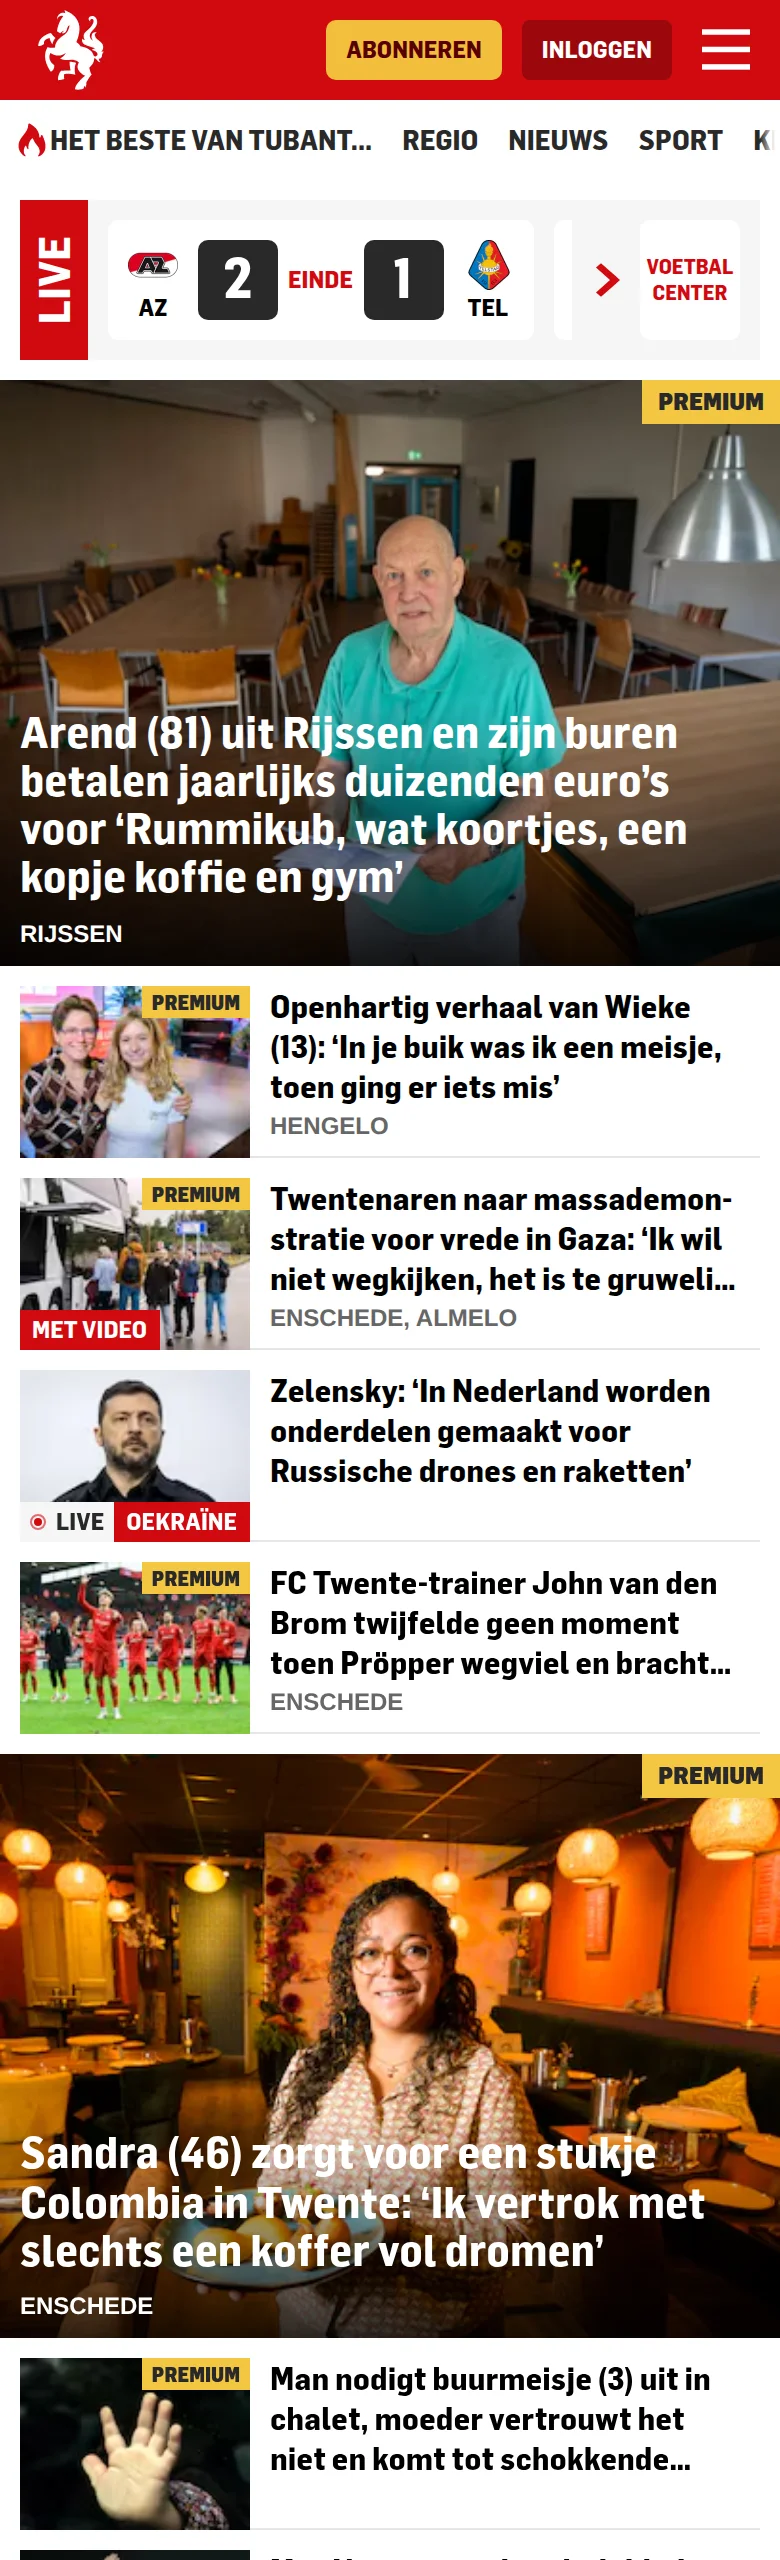 ABONNEREN
INLOGGEN
HET BESTE VAN TUBANT...
REGIO
NIEUWS
SPORT
LIVE
AZ
2
EINDE
1
TEL
VOETBAL
CENTER
PREMIUM
Arend (81) uit Rijssen en zijn buren
betalen jaarlijks duizenden euro’s
voor ‘Rummikub, wat koortjes, een
kopje koffie en gym’
RIJSSEN
PREMIUM
Openhartig verhaal van Wieke
(13): ‘In je buik was ik een meisje,
toen ging er iets mis’
HENGELO
PREMIUM
MET VIDEO
Twentenaren naar massademon-
stratie voor vrede in Gaza: ‘Ik wil
niet wegkijken, het is te gruweli...
ENSCHEDE, ALMELO
LIVE
OEKRAÏNE
Zelensky: ‘In Nederland worden
onderdelen gemaakt voor
Russische drones en raketten’
PREMIUM
FC Twente-trainer John van den
Brom twijfelde geen moment
toen Pröpper wegviel en bracht...
ENSCHEDE
PREMIUM
Sandra (46) zorgt voor een stukje
Colombia in Twente: ‘Ik vertrok met
slechts een koffer vol dromen’
ENSCHEDE
PREMIUM
Man nodigt buurmeisje (3) uit in
chalet, moeder vertrouwt het
niet en komt tot schokkende...